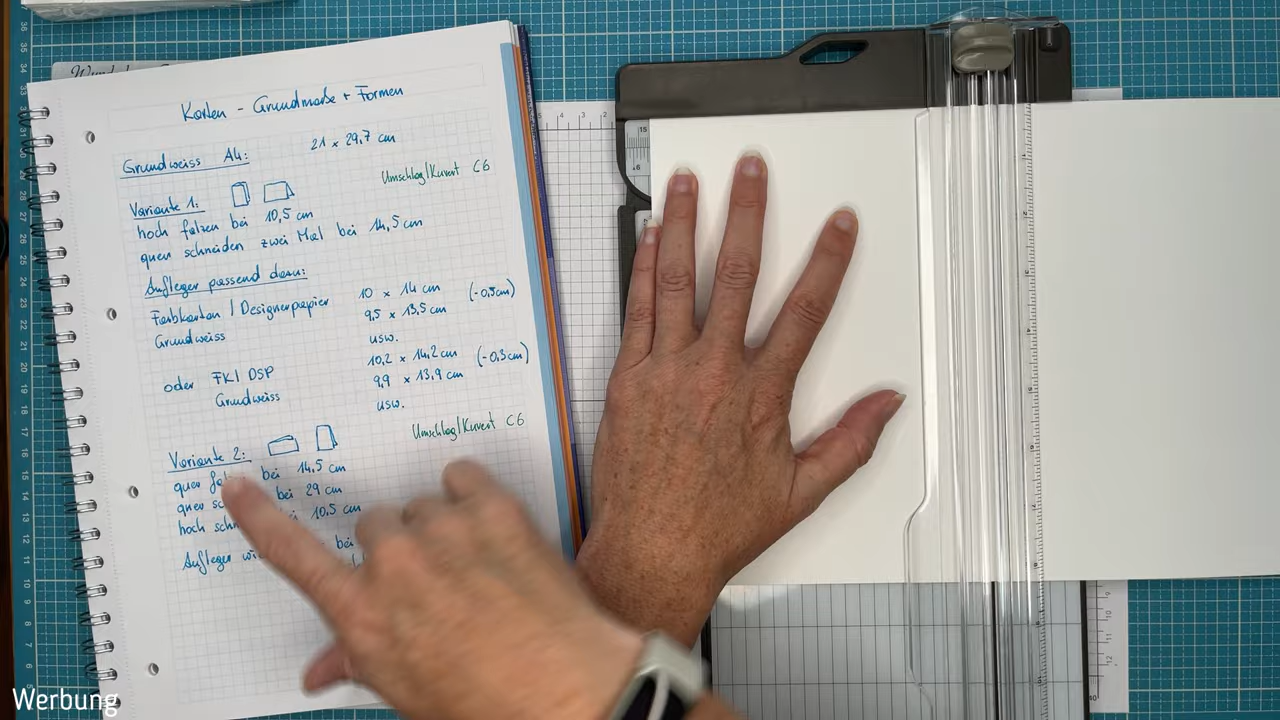 Karten - Grundmaße + Formen
Grundweiss A4: 21 x 29,7 cm
Umschlag/Kuvert C6
Variante 1:
hoch falzen bei 10,5 cm
quer schneiden zwei Mal bei 14,5 cm
Aufleger passend dazu:
Farbkarton / Designerpapier 10 x 14 cm (-0,5cm)
Grundweiss 9,5 x 13,5 cm
usw.
oder FK/DSP 10,2 x 14,2 cm (-0,3cm)
Grundweiss 9,9 x 13,9 cm
usw.
Umschlag/Kuvert C6
Variante 2:
quer bei 14,5 cm
quer bei 29 cm
hoch 10,5 cm
Aufleger bei
Werbung